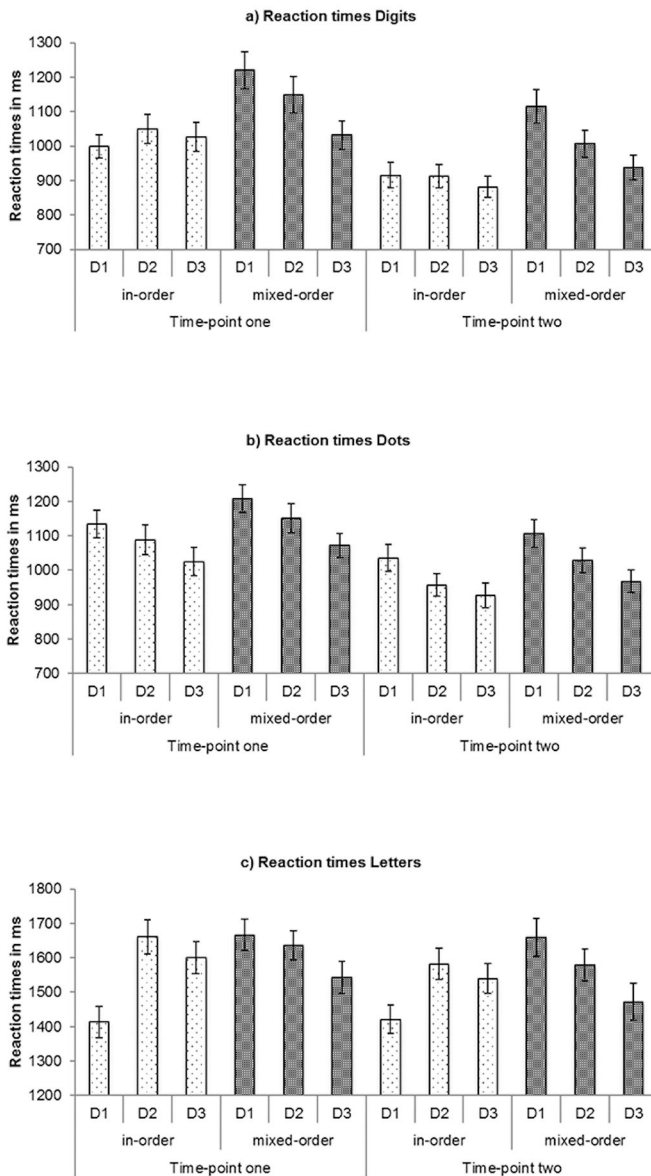 a) Reaction times Digits
Reaction times in ms
1300
1200
1100
1000
900
800
700
D1 D2 D3 D1 D2 D3 D1 D2 D3 D1 D2 D3
in-order mixed-order in-order mixed-order
Time-point one Time-point two
b) Reaction times Dots
Reaction times in ms
1300
1200
1100
1000
900
800
700
D1 D2 D3 D1 D2 D3 D1 D2 D3 D1 D2 D3
in-order mixed-order in-order mixed-order
Time-point one Time-point two
c) Reaction times Letters
Reaction times in ms
1800
1700
1600
1500
1400
1300
1200
D1 D2 D3 D1 D2 D3 D1 D2 D3 D1 D2 D3
in-order mixed-order in-order mixed-order
Time-point one Time-point two